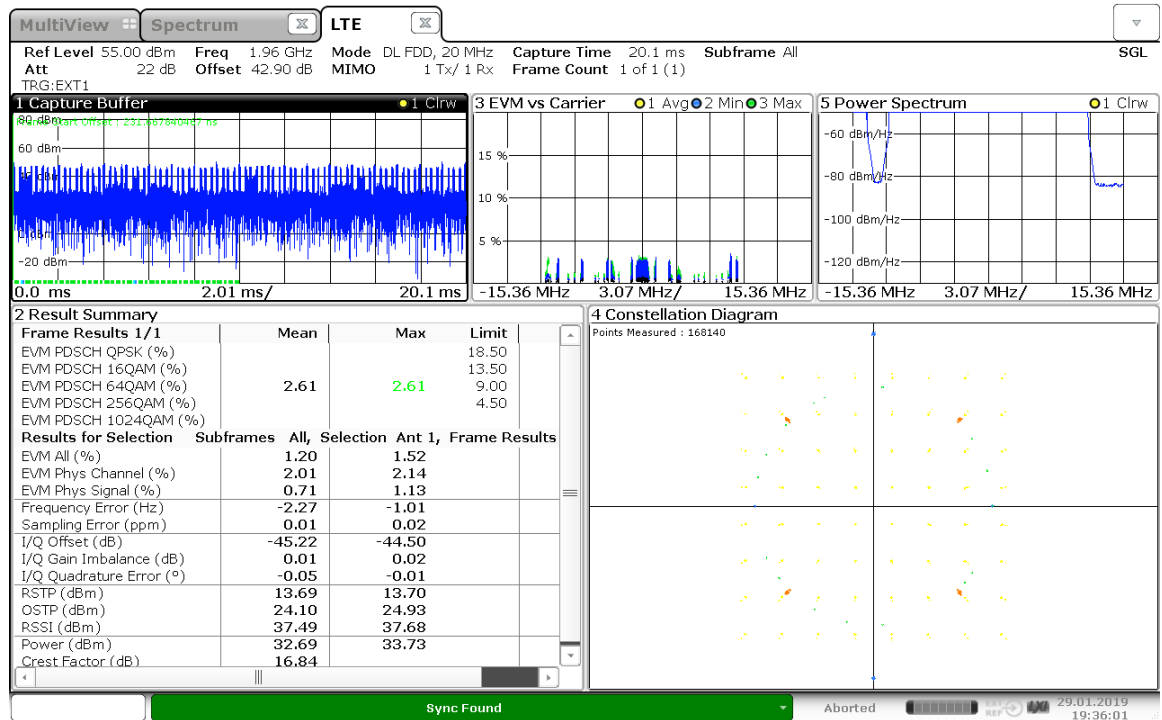 MultiView Spectrum LTE
Ref Level 55.00 dBm Freq 1.96 GHz Mode DL FDD, 20 MHz Capture Time 20.1 ms Subframe All SGL
Att 22 dB Offset 42.90 dB MIMO 1 Tx/ 1 Rx Frame Count 1 of 1 (1)
TRG:EXT1
1 Capture Buffer 1 Clrw
80 dBm
60 dBm
-20 dBm
0.0 ms 2.01 ms/ 20.1 ms
3 EVM vs Carrier 1 Avg 2 Min 3 Max
15 %
10 %
5 %
-15.36 MHz 3.07 MHz/ 15.36 MHz
5 Power Spectrum 1 Clrw
-60 dBm/Hz
-80 dBm/Hz
-100 dBm/Hz
-120 dBm/Hz
-15.36 MHz 3.07 MHz/ 15.36 MHz
2 Result Summary
Frame Results 1/1 Mean Max Limit
EVM PDSCH QPSK (%) 18.50
EVM PDSCH 16QAM (%) 13.50
EVM PDSCH 64QAM (%) 2.61 2.61 9.00
EVM PDSCH 256QAM (%) 4.50
EVM PDSCH 1024QAM (%)
Results for Selection Subframes All, Selection Ant 1, Frame Results
EVM All (%) 1.20 1.52
EVM Phys Channel (%) 2.01 2.14
EVM Phys Signal (%) 0.71 1.13
Frequency Error (Hz) -2.27 -1.01
Sampling Error (ppm) 0.01 0.02
I/Q Offset (dB) -45.22 -44.50
I/Q Gain Imbalance (dB) 0.01 0.02
I/Q Quadrature Error (°) -0.05 -0.01
RSTP (dBm) 13.69 13.70
OSTP (dBm) 24.10 24.93
RSSI (dBm) 37.49 37.68
Power (dBm) 32.69 33.73
Crest Factor (dB) 16.84
4 Constellation Diagram
Points Measured : 168140
Sync Found
Aborted
EXT
REF
LXI
29.01.2019
19:36:01